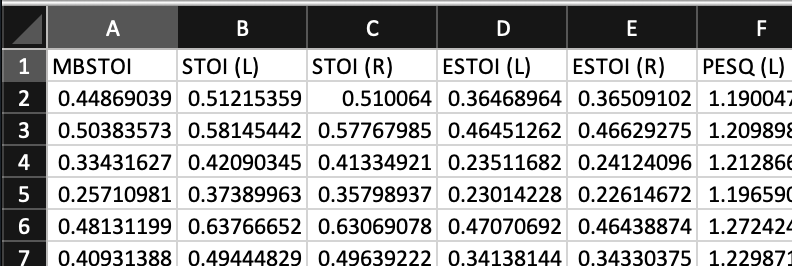 A B C D E F
1 MBSTOI STOI (L) STOI (R) ESTOI (L) ESTOI (R) PESQ (L)
2 0.44869039 0.51215359 0.510064 0.36468964 0.36509102 1.190047
3 0.50383573 0.58145442 0.57767985 0.46451262 0.46629275 1.209898
4 0.33431627 0.42090345 0.41334921 0.23511682 0.24124096 1.212866
5 0.25710981 0.37389963 0.35798937 0.23014228 0.22614672 1.196590
6 0.48131199 0.63766652 0.63069078 0.47070692 0.46438874 1.272424
7 0.40931388 0.49444829 0.49639222 0.34138144 0.34330375 1.229871